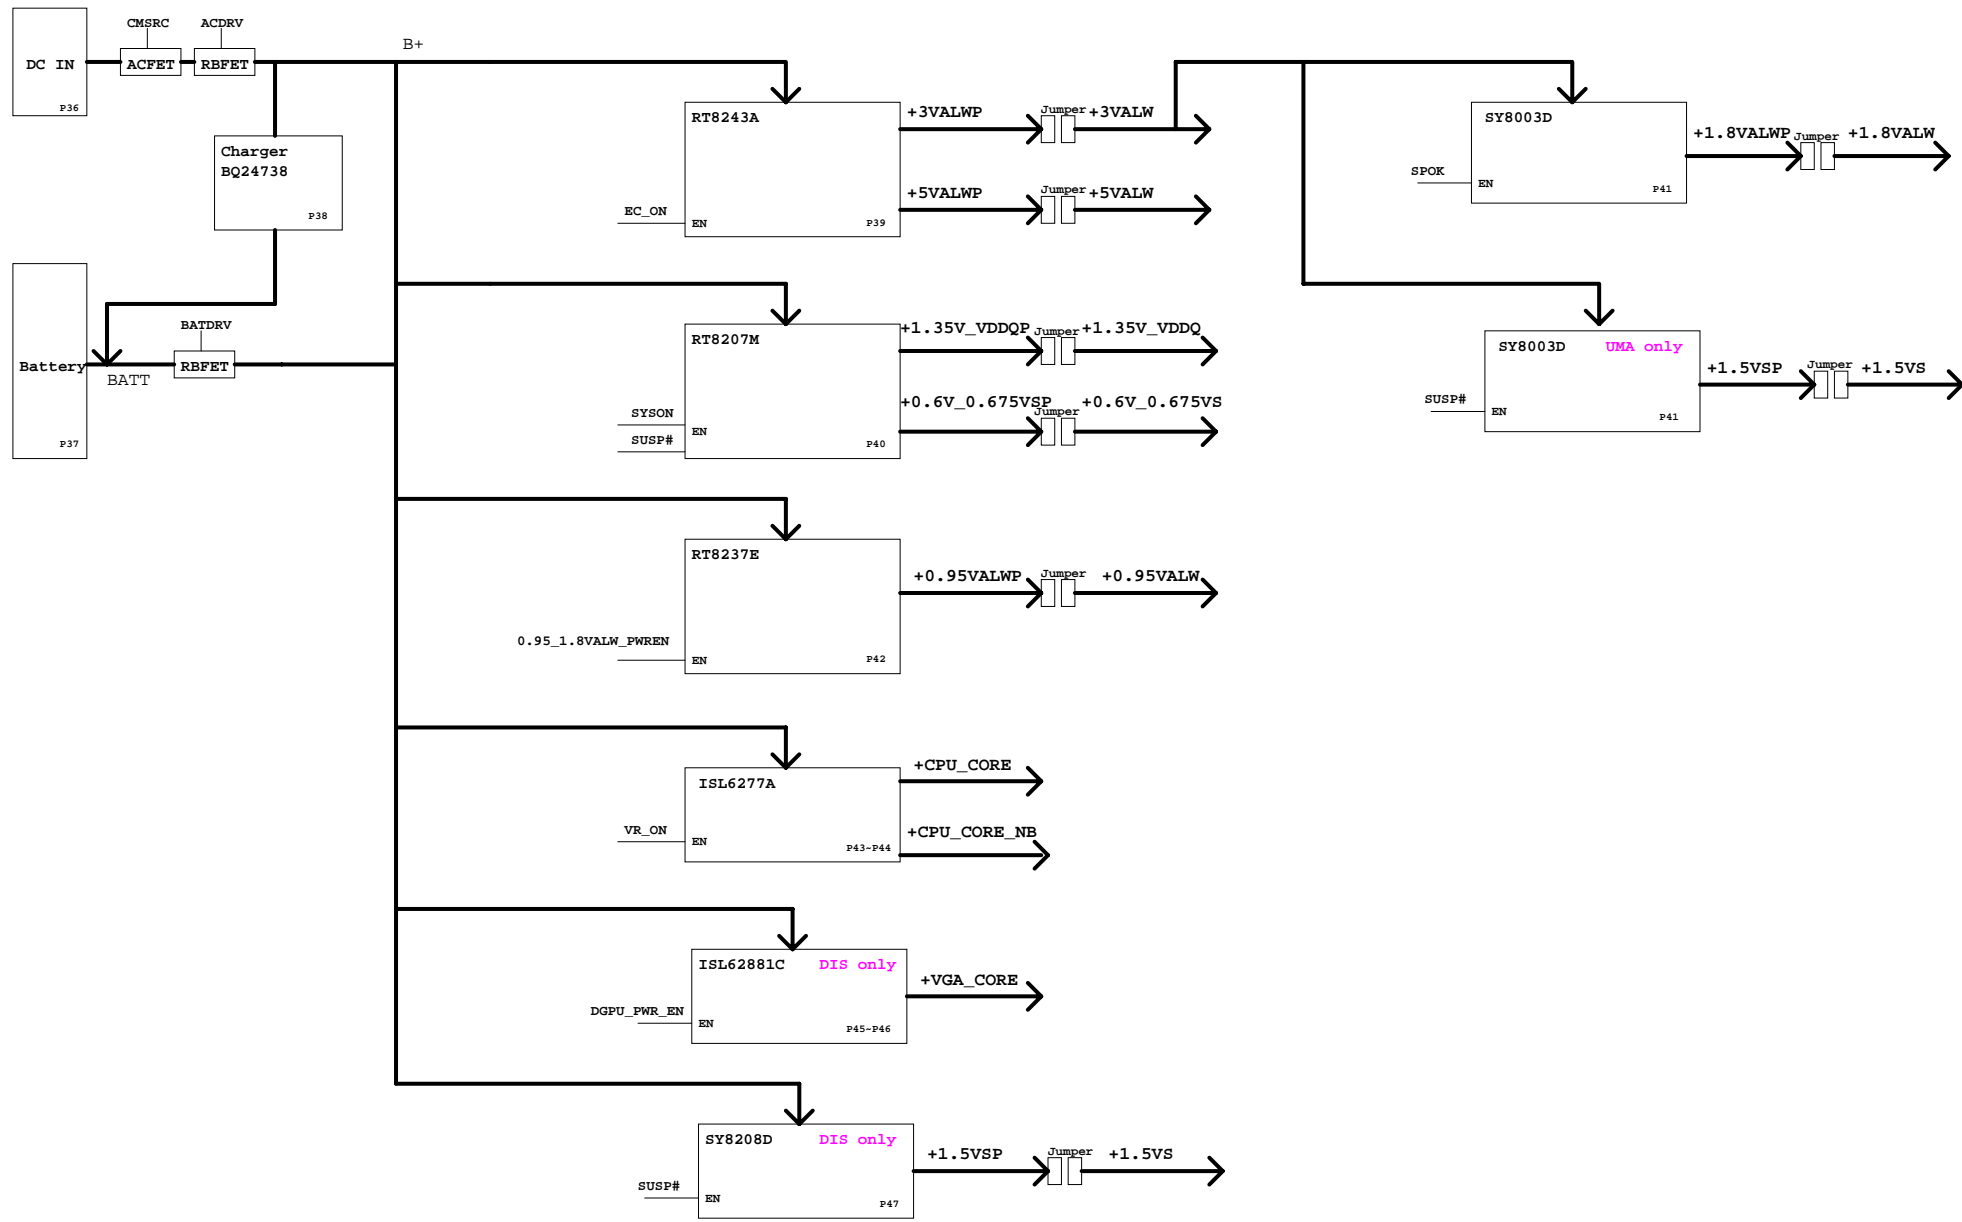 CMSRC
ACDRV
B+
DC IN
ACFET
RBFET
P36
Charger
BQ24738
P38
Battery
BATT
BATDRV
RBFET
P37
RT8243A
EC_ON
EN
P39
+3VALWP
Jumper
+3VALW
+5VALWP
Jumper
+5VALW
SY8003D
SPOK
EN
P41
+1.8VALWP
Jumper
+1.8VALW
RT8207M
SYSON
SUSP#
EN
P40
+1.35V_VDDQP
Jumper
+1.35V_VDDQ
+0.6V_0.675VSP
Jumper
+0.6V_0.675VS
SY8003D
UMA only
SUSP#
EN
P41
+1.5VSP
Jumper
+1.5VS
RT8237E
0.95_1.8VALW_PWREN
EN
P42
+0.95VALWP
Jumper
+0.95VALW
ISL6277A
VR_ON
EN
P43~P44
+CPU_CORE
+CPU_CORE_NB
ISL62881C
DIS only
DGPU_PWR_EN
EN
P45~P46
+VGA_CORE
SY8208D
DIS only
SUSP#
EN
P47
+1.5VSP
Jumper
+1.5VS